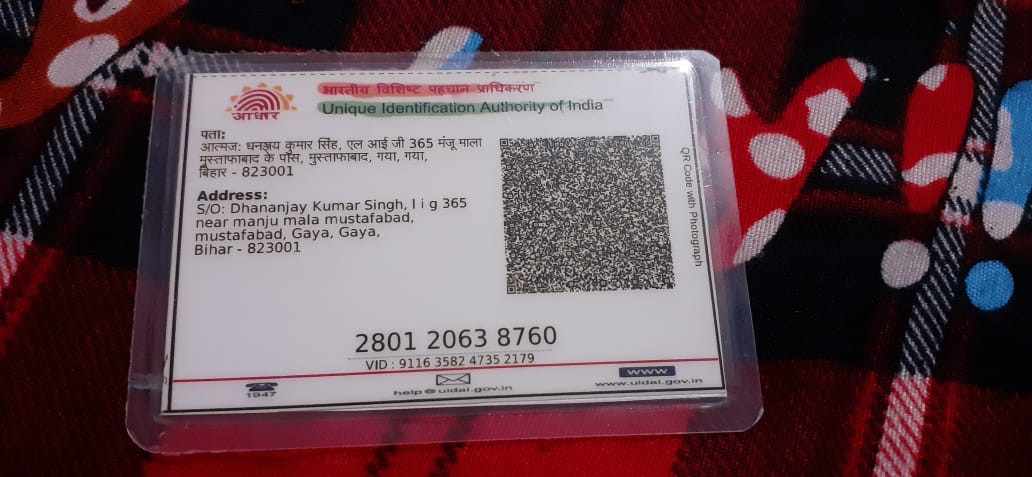 भारतीय विशिष्ट पहचान प्राधिकरण
Unique Identification Authority of India
आधार
पता:
आत्मज: धनञ्जय कुमार सिंह, एल आई जी 365 मंजू माला
मुस्ताफाबाद के पास, मुस्ताफाबाद, गया, गया,
बिहार - 823001
Address:
S/O: Dhananjay Kumar Singh, l i g 365
near manju mala mustafabad,
mustafabad, Gaya, Gaya,
Bihar - 823001
QR Code with Photograph
2801 2063 8760
VID : 9116 3582 4735 2179
1947
help@uidai.gov.in
www
www.uidai.gov.in